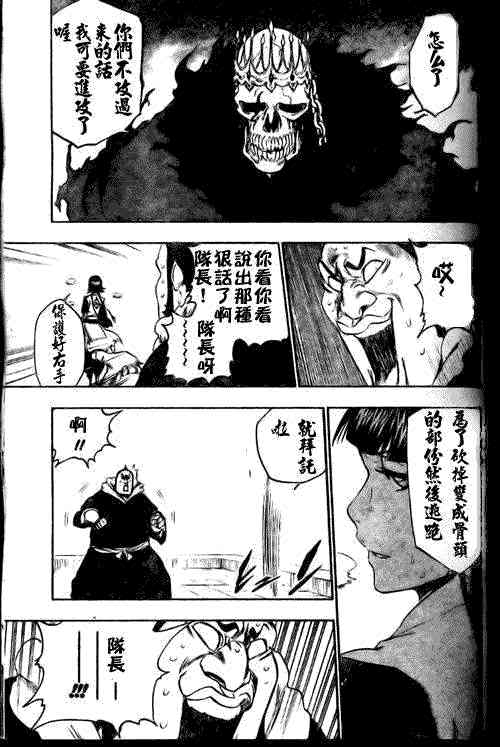 怎么了
你們不攻過
来的話
我可要進攻了
喔
哎~
你看你看
說出那種
狠話了啊
隊長！隊長呀
~~~~
保護好右手
為了砍掉變成骨頭
的部份然後逃跑
就拜託
啦
啊!!
隊長——
!!!